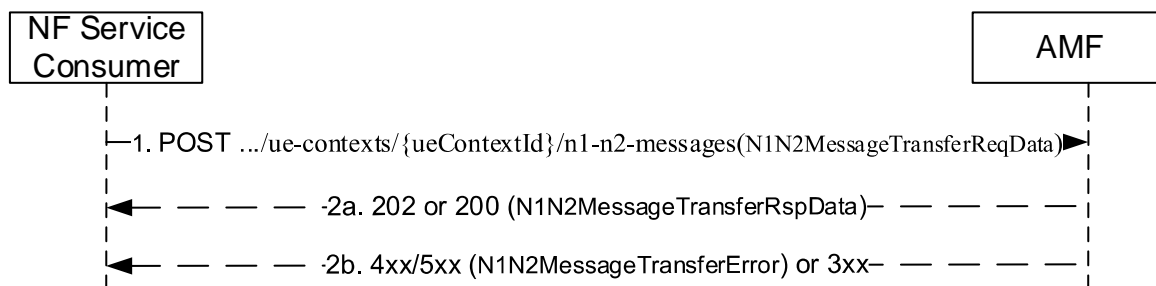 NF Service
Consumer
AMF
1. POST .../ue-contexts/{ueContextId}/n1-n2-messages(N1N2MessageTransferReqData)
2a. 202 or 200 (N1N2MessageTransferRspData)
2b. 4xx/5xx (N1N2MessageTransferError) or 3xx